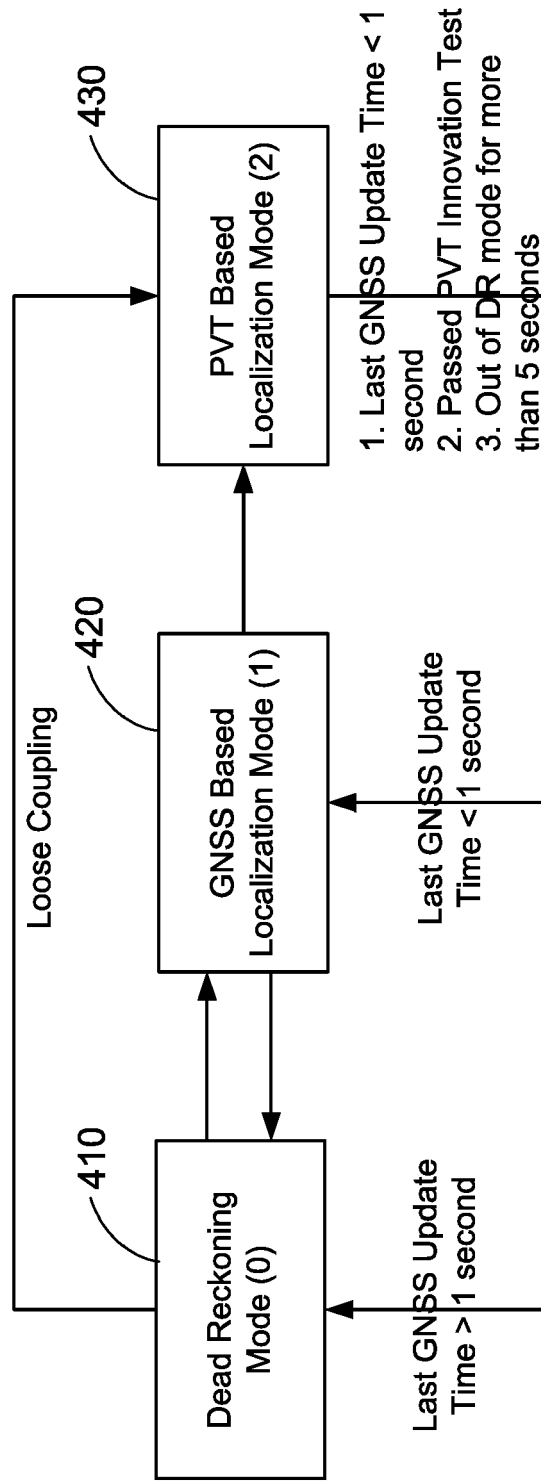 Loose Coupling
410
Dead Reckoning
Mode (0)
Last GNSS Update
Time > 1 second
420
GNSS Based
Localization Mode (1)
Last GNSS Update
Time < 1 second
430
PVT Based
Localization Mode (2)
1. Last GNSS Update Time < 1
second
2. Passed PVT Innovation Test
3. Out of DR mode for more
than 5 seconds